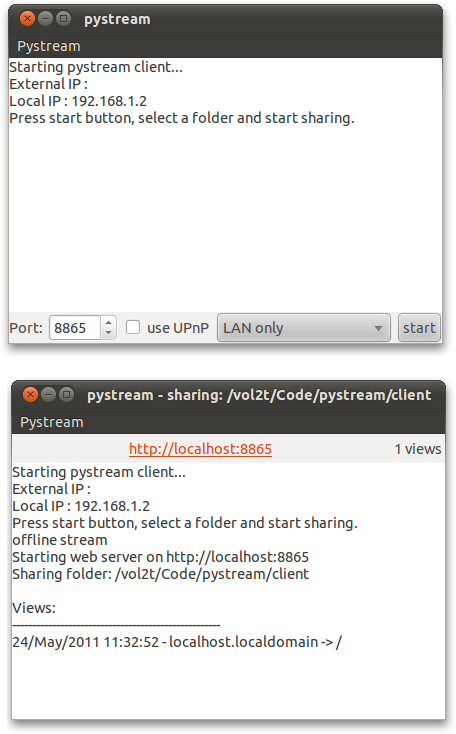 pystream
Pystream
Starting pystream client...
External IP :
Local IP : 192.168.1.2
Press start button, select a folder and start sharing.
Port: 8865 use UPnP LAN only start
pystream - sharing: /vol2t/Code/pystream/client
Pystream
http://localhost:8865 1 views
Starting pystream client...
External IP :
Local IP : 192.168.1.2
Press start button, select a folder and start sharing.
offline stream
Starting web server on http://localhost:8865
Sharing folder: /vol2t/Code/pystream/client
Views:
----------------------------------------------------
24/May/2011 11:32:52 - localhost.localdomain -> /